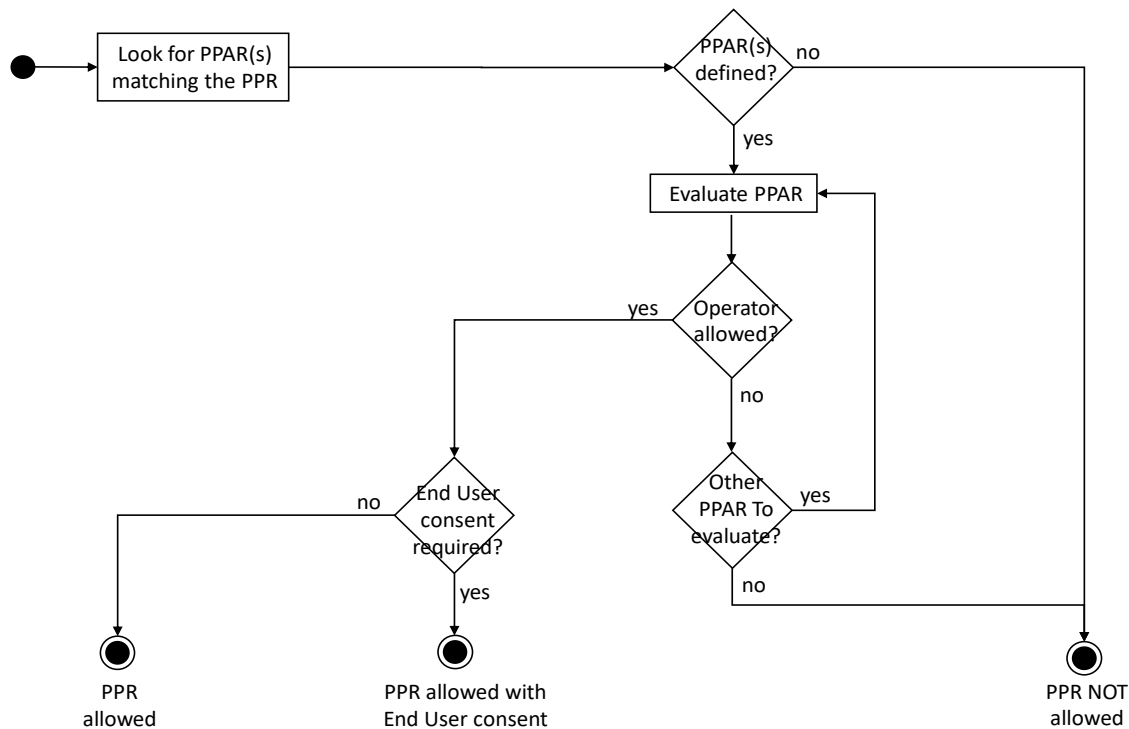 Look for PPAR(s)
matching the PPR
PPAR(s)
defined?
no
yes
Evaluate PPAR
yes
Operator
allowed?
no
no
End User
consent
required?
yes
Other
PPAR To
evaluate?
yes
no
PPR
allowed
PPR allowed with
End User consent
PPR NOT
allowed